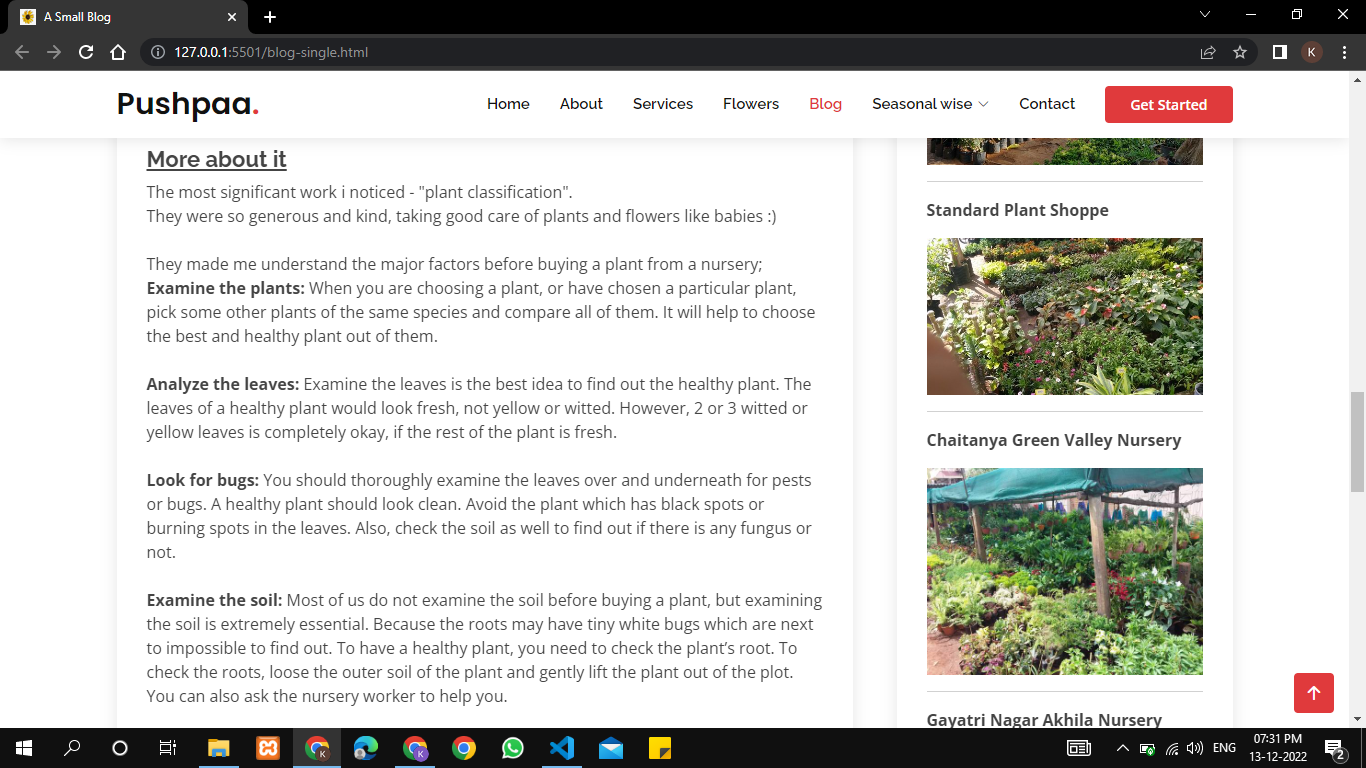 A Small Blog
127.0.0.1:5501/blog-single.html
K
Pushpaa.
Home About Services Flowers Blog Seasonal wise Contact Get Started
More about it
The most significant work i noticed - "plant classification".
They were so generous and kind, taking good care of plants and flowers like babies :)
They made me understand the major factors before buying a plant from a nursery;
Examine the plants: When you are choosing a plant, or have chosen a particular plant,
pick some other plants of the same species and compare all of them. It will help to choose
the best and healthy plant out of them.
Analyze the leaves: Examine the leaves is the best idea to find out the healthy plant. The
leaves of a healthy plant would look fresh, not yellow or witted. However, 2 or 3 witted or
yellow leaves is completely okay, if the rest of the plant is fresh.
Look for bugs: You should thoroughly examine the leaves over and underneath for pests
or bugs. A healthy plant should look clean. Avoid the plant which has black spots or
burning spots in the leaves. Also, check the soil as well to find out if there is any fungus or
not.
Examine the soil: Most of us do not examine the soil before buying a plant, but examining
the soil is extremely essential. Because the roots may have tiny white bugs which are next
to impossible to find out. To have a healthy plant, you need to check the plant’s root. To
check the roots, loose the outer soil of the plant and gently lift the plant out of the plot.
You can also ask the nursery worker to help you.
Standard Plant Shoppe
Chaitanya Green Valley Nursery
Gayatri Nagar Akhila Nursery
K
K
ENG
07:31 PM
13-12-2022
2